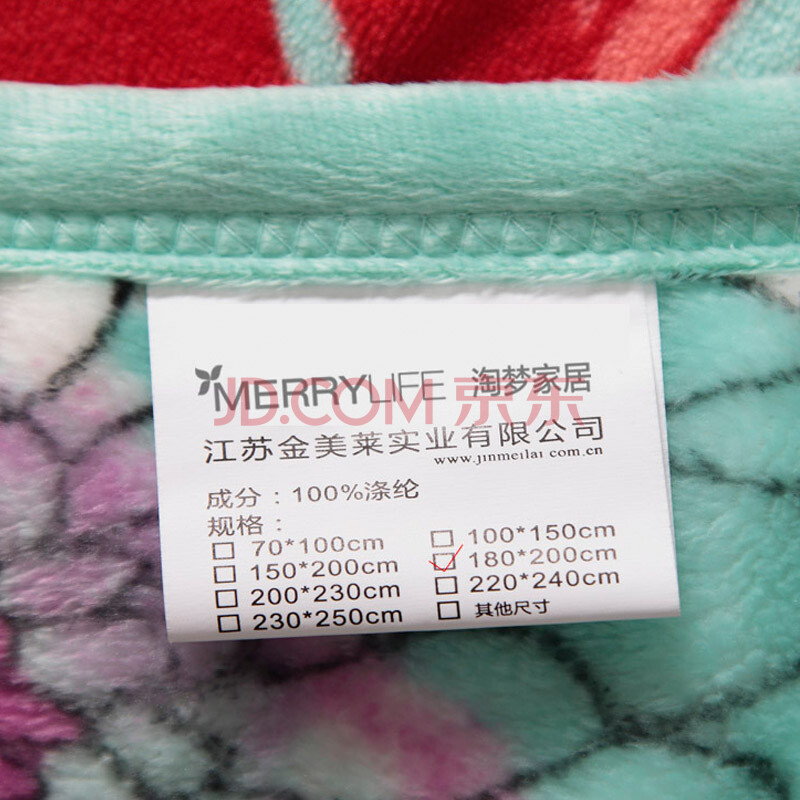 MERRYLIFE 淘梦家居
JD.COM 京东
江苏金美莱实业有限公司
www.jinmeilai.com.cn
成分：100%涤纶
规格：
□ 70*100cm □ 100*150cm
□ 150*200cm □ 180*200cm
□ 200*230cm □ 220*240cm
□ 230*250cm □ 其他尺寸